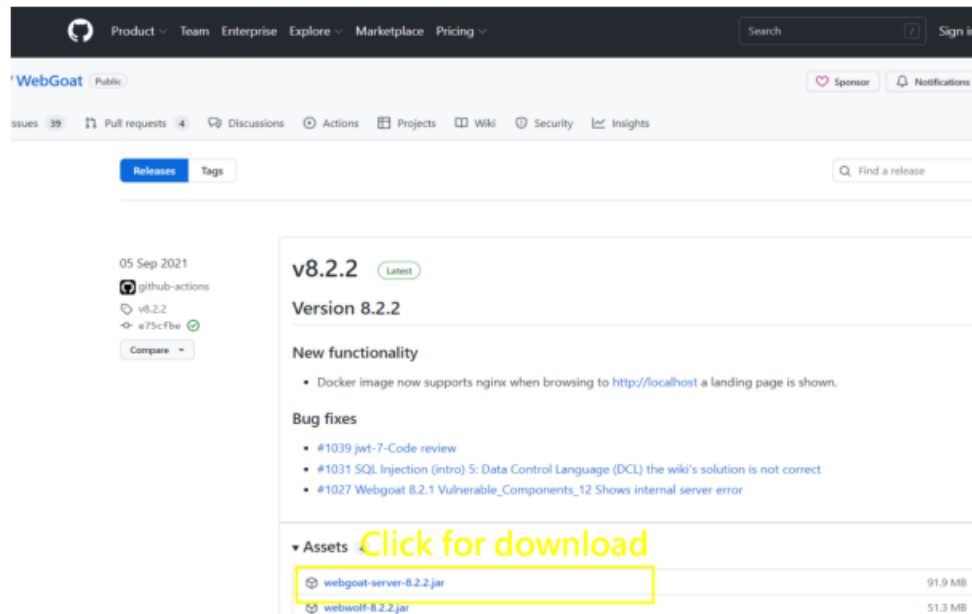 Product Team Enterprise Explore Marketplace Pricing Search / Sign i
/ WebGoat Public Sponsor Notifications
ssues 39 Pull requests 4 Discussions Actions Projects Wiki Security Insights
Releases Tags Find a release
05 Sep 2021
github-actions
v8.2.2
e75cfbe
Compare
v8.2.2 Latest
Version 8.2.2
New functionality
• Docker image now supports nginx when browsing to http://localhost a landing page is shown.
Bug fixes
• #1039 jwt-7-Code review
• #1031 SQL Injection (intro) 5: Data Control Language (DCL) the wiki's solution is not correct
• #1027 Webgoat 8.2.1 Vulnerable_Components_12 Shows internal server error
Assets
Click for download
webgoat-server-8.2.2.jar 91.9 MB
webwolf-8.2.2.jar 51.3 MB